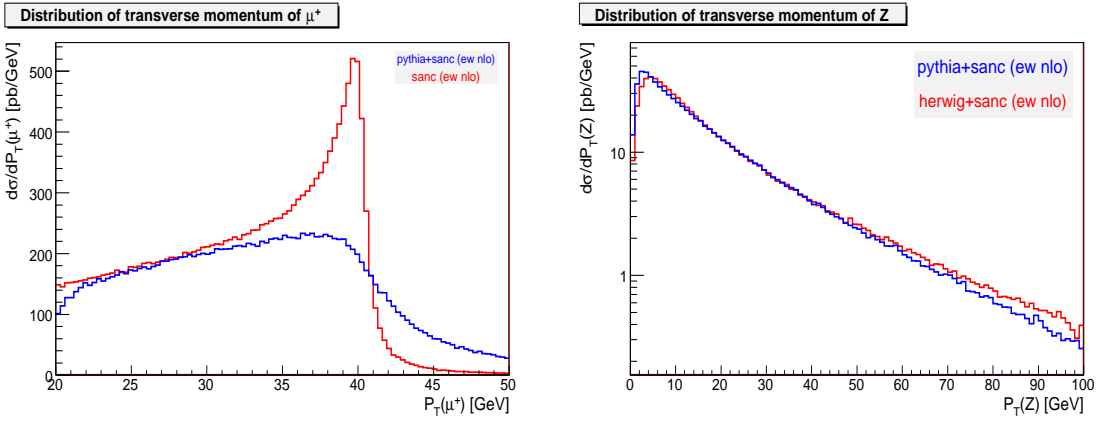 Distribution of transverse momentum of μ⁺
dσ/dP_T(μ⁺) [pb/GeV]
pythia+sanc (ew nlo)
sanc (ew nlo)
500
400
300
200
100
0
20 25 30 35 40 45 50
P_T(μ⁺) [GeV]
Distribution of transverse momentum of Z
dσ/dP_T(Z) [pb/GeV]
pythia+sanc (ew nlo)
herwig+sanc (ew nlo)
10
1
0 10 20 30 40 50 60 70 80 90 100
P_T(Z) [GeV]